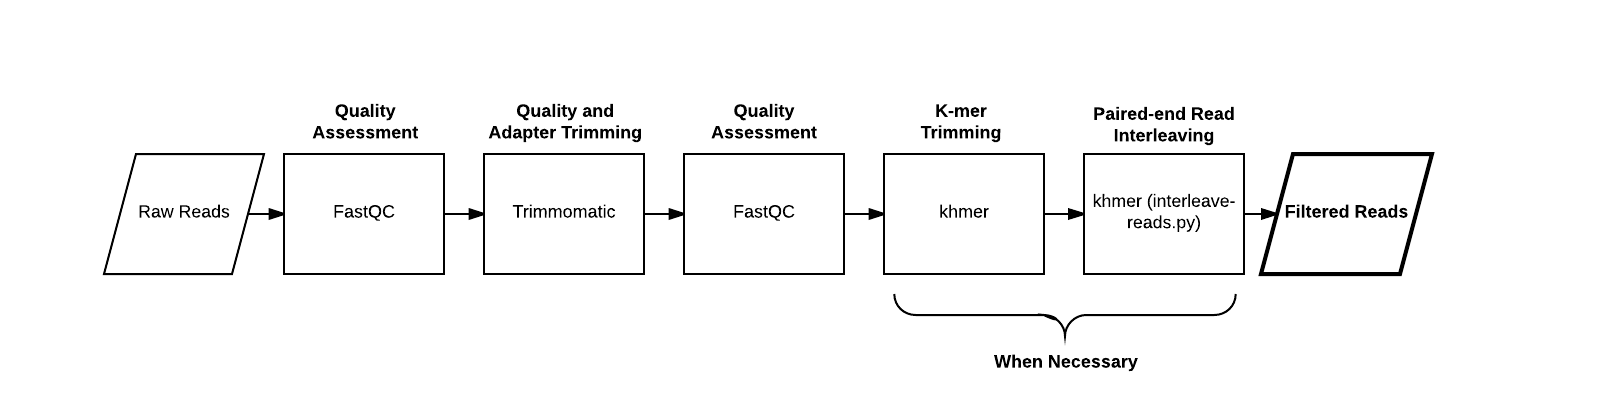 Quality
Assessment
Quality and
Adapter Trimming
Quality
Assessment
K-mer
Trimming
Paired-end Read
Interleaving
Raw Reads
FastQC
Trimmomatic
FastQC
khmer
khmer (interleave-
reads.py)
Filtered Reads
When Necessary